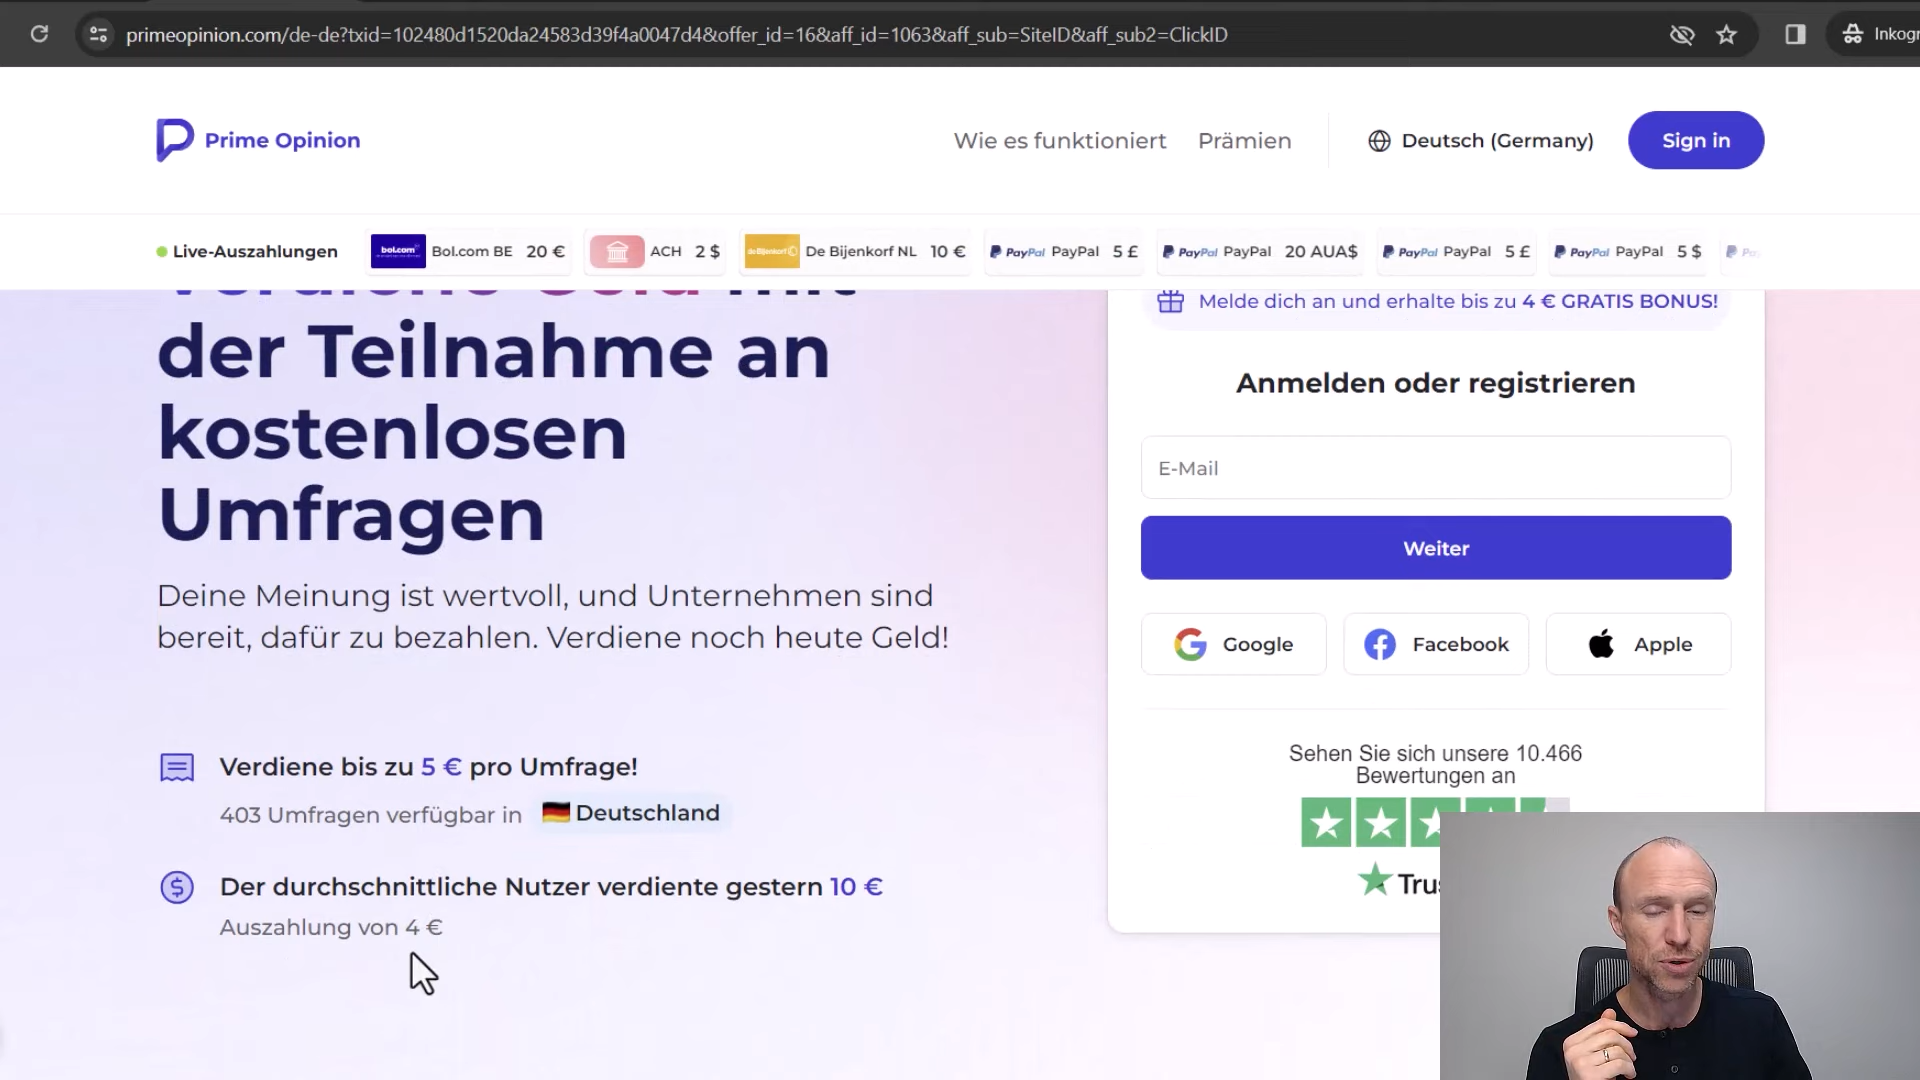 primeopinion.com/de-de?txid=102480d1520da24583d39f4a0047d4&offer_id=16&aff_id=1063&aff_sub=SiteID&aff_sub2=ClickID
Prime Opinion
Wie es funktioniert
Prämien
Deutsch (Germany)
Sign in
Live-Auszahlungen
bol.com Bol.com BE 20 €
ACH 2 $
de Bijenkorf De Bijenkorf NL 10 €
PayPal PayPal 5 £
PayPal PayPal 20 AUA$
PayPal PayPal 5 £
PayPal PayPal 5 $
der Teilnahme an
kostenlosen
Umfragen
Deine Meinung ist wertvoll, und Unternehmen sind
bereit, dafür zu bezahlen. Verdiene noch heute Geld!
Verdiene bis zu 5 € pro Umfrage!
403 Umfragen verfügbar in Deutschland
Der durchschnittliche Nutzer verdiente gestern 10 €
Auszahlung von 4 €
Melde dich an und erhalte bis zu 4 € GRATIS BONUS!
Anmelden oder registrieren
E-Mail
Weiter
Google
Facebook
Apple
Sehen Sie sich unsere 10.466
Bewertungen an